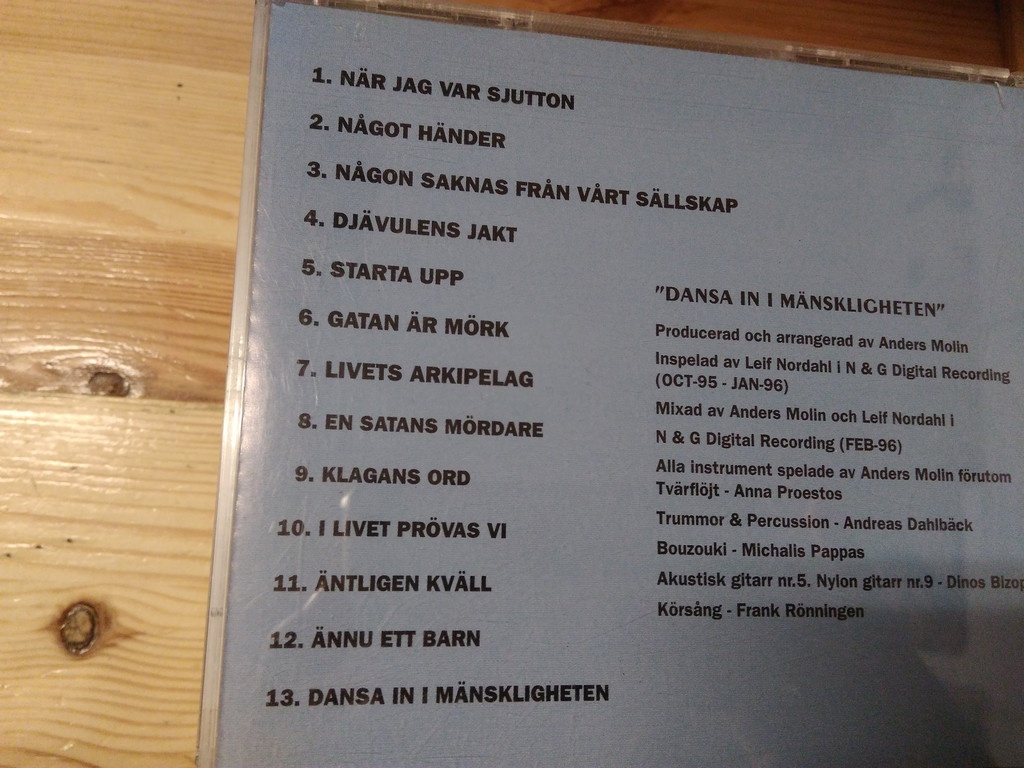 1. NÄR JAG VAR SJUTTON
2. NÅGOT HÄNDER
3. NÅGON SAKNAS FRÅN VÅRT SÄLLSKAP
4. DJÄVULENS JAKT
5. STARTA UPP
6. GATAN ÄR MÖRK
7. LIVETS ARKIPELAG
8. EN SATANS MÖRDARE
9. KLAGANS ORD
10. I LIVET PRÖVAS VI
11. ÄNTLIGEN KVÄLL
12. ÄNNU ETT BARN
13. DANSA IN I MÄNSKLIGHETEN
"DANSA IN I MÄNSKLIGHETEN"
Producerad och arrangerad av Anders Molin
Inspelad av Leif Nordahl i N & G Digital Recording
(OCT-95 - JAN-96)
Mixad av Anders Molin och Leif Nordahl i
N & G Digital Recording (FEB-96)
Alla instrument spelade av Anders Molin förutom
Tvärflöjt - Anna Proestos
Trummor & Percussion - Andreas Dahlbäck
Bouzouki - Michalis Pappas
Akustisk gitarr nr.5. Nylon gitarr nr.9 - Dinos
Körsång - Frank Rönningen